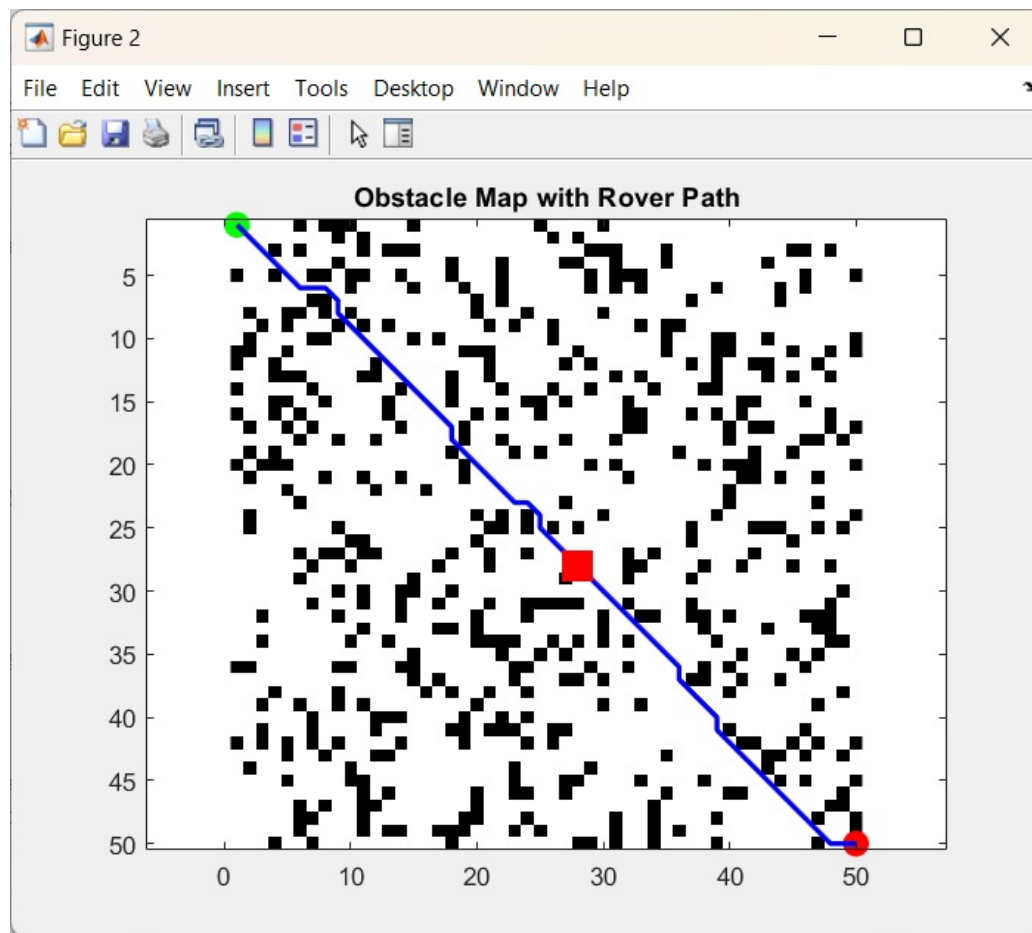 Figure 2
File Edit View Insert Tools Desktop Window Help
Obstacle Map with Rover Path
5
10
15
20
25
30
35
40
45
50
0 10 20 30 40 50